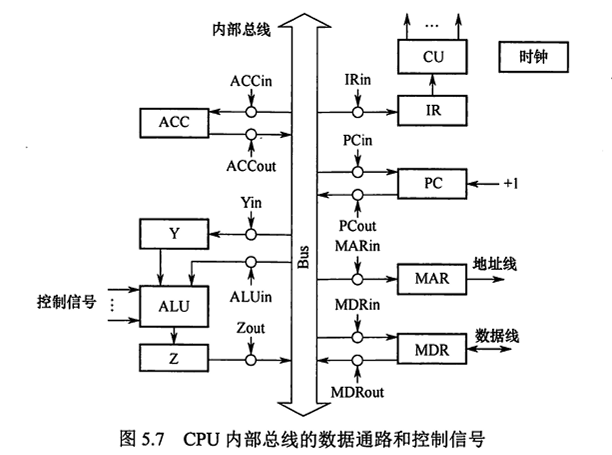 内部总线
…
CU
时钟
ACCin
IRin
ACC
IR
ACCout
PCin
PC
+1
Yin
PCout
Y
MARin
Bus
ALUin
MAR
地址线
控制信号
⋮
ALU
Zout
MDRin
Z
MDR
数据线
MDRout
图 5.7 CPU 内部总线的数据通路和控制信号